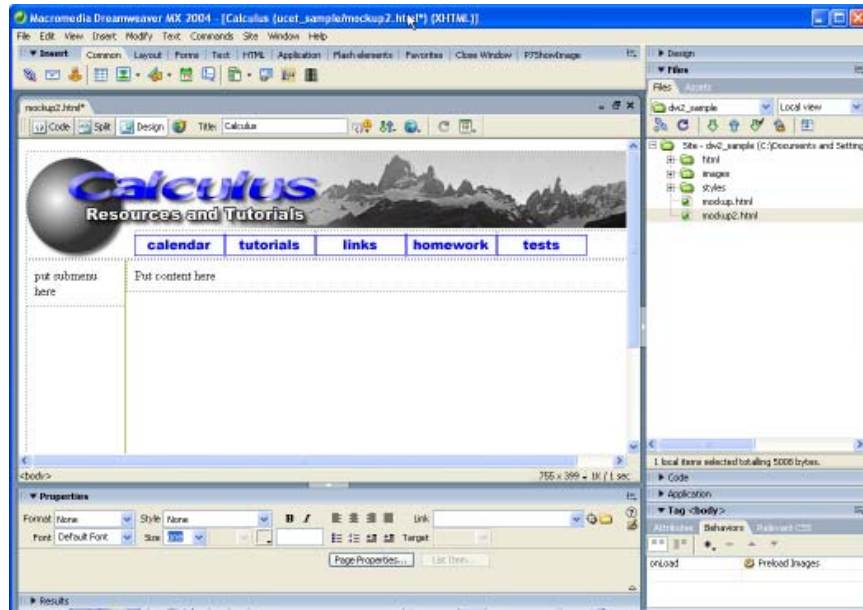 Macromedia Dreamweaver MX 2004 - [Calculus (ucet_sample/mockup2.html*) (XHTML)]
File Edit View Insert Modify Text Commands Site Window Help
Insert Common Layout Forms Text HTML Application Flash elements Favorites Close Window P7ShowImage
mockup2.html*
Code Split Design Title: Calculus
Calculus
Resources and Tutorials
calendar tutorials links homework tests
put submenu
here
Put content here
<body>
755 x 399 1K / 1 sec
Properties
Format None Style None B I Link
Font Default Font Size Target
Page Properties... List Item...
Results
Design
Files
Files Assets
dw2_sample Local view
Site - dw2_sample (C:\Documents and Setting
html
images
styles
mockup.html
mockup2.html
1 local items selected totalling 5006 bytes.
Code
Application
Tag <body>
Attributes Behaviors Relevant CSS
onLoad Preload Images